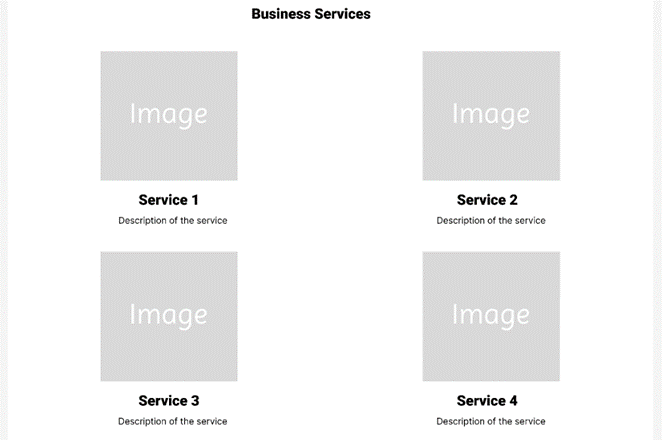 Business Services
Image
Image
Service 1
Service 2
Description of the service
Description of the service
Image
Image
Service 3
Service 4
Description of the service
Description of the service